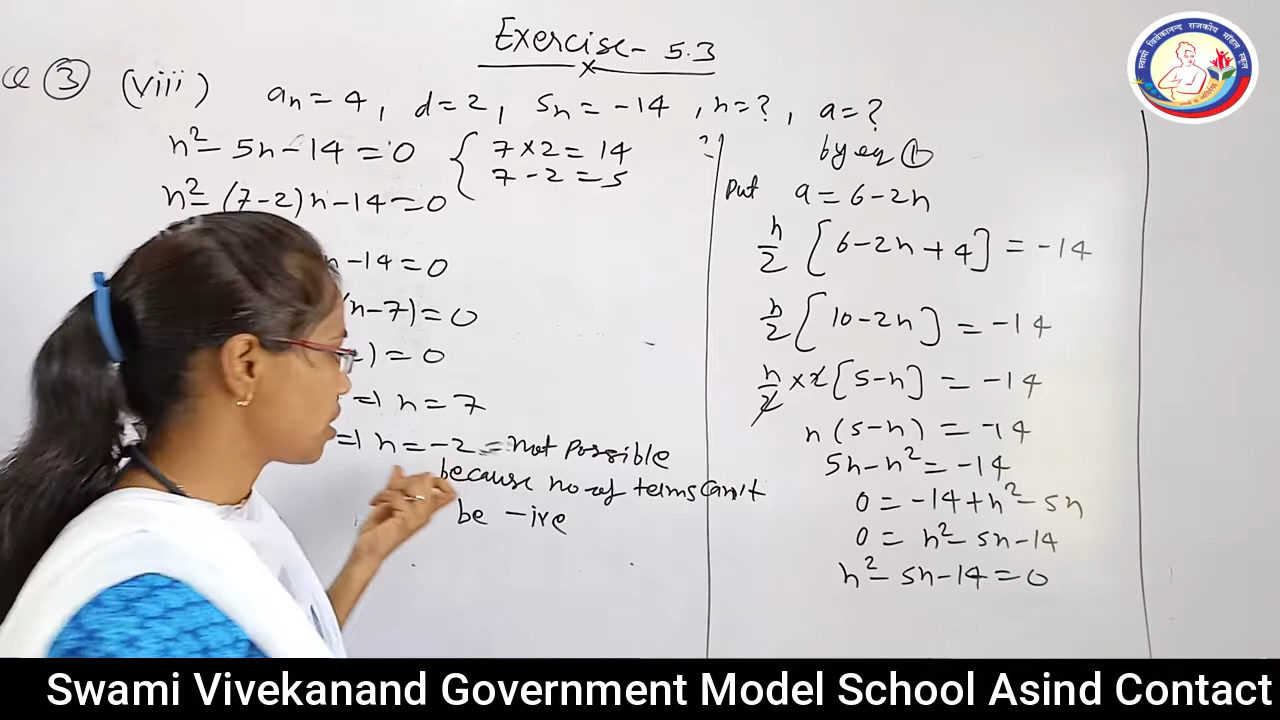 Exercise - 5.3
Q ③ (viii) aₙ = 4, d = 2, Sₙ = -14, n = ?, a = ?
n² - 5n - 14 = 0
7 × 2 = 14
7 - 2 = 5
n² - (7-2)n - 14 = 0
n - 14 = 0
(n-7) = 0
) = 0
⇒ n = 7
⇒ n = -2 = not possible
because no of terms can't
be -ive
by eq ①
Put a = 6 - 2n
n/2 [6 - 2n + 4] = -14
n/2 [10 - 2n] = -14
n/2 × 2 [5 - n] = -14
n (5 - n) = -14
5n - n² = -14
0 = -14 + n² - 5n
0 = n² - 5n - 14
n² - 5n - 14 = 0
स्वामी विवेकानन्द राजकीय मॉडल स्कूल
Swami Vivekanand Government Model School Asind Contact